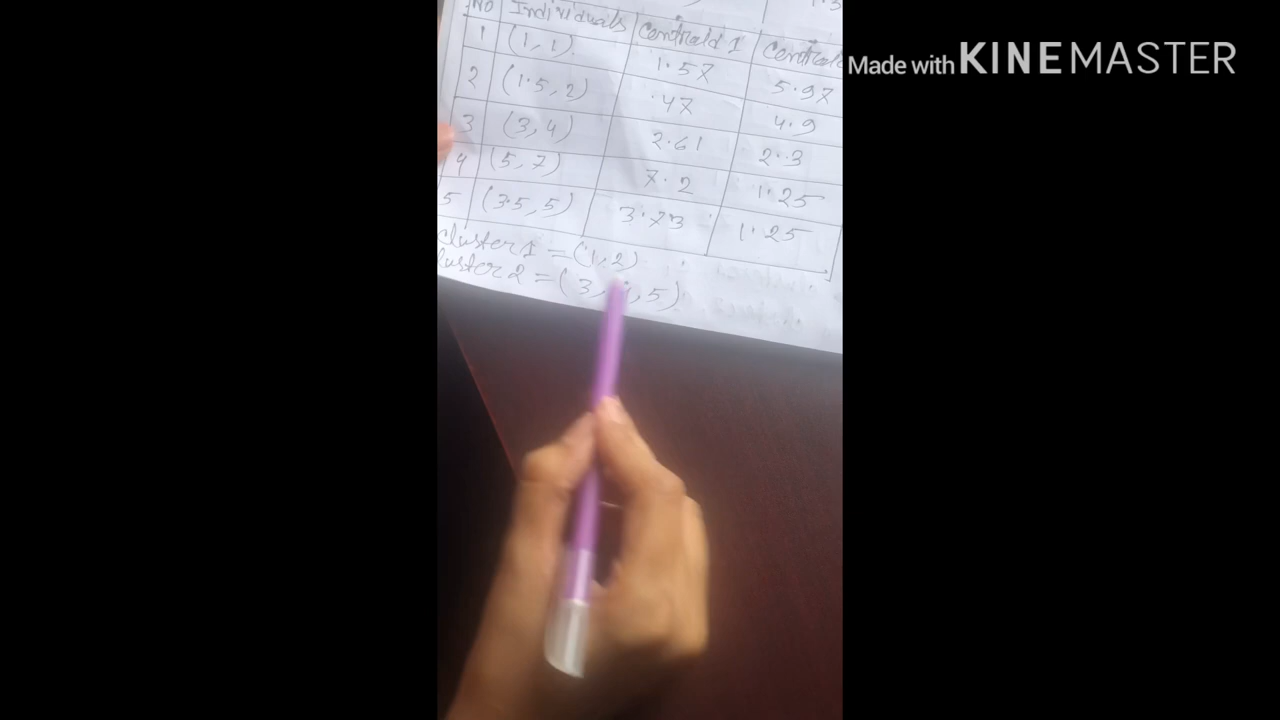 Made with KINEMASTER
NO Individuals Centroid 1
1 (1, 1) 1.57 5.97
2 (1.5, 2) .47 4.9
3 (3, 4) 2.61 2.3
4 (5, 7) 7.2 1.25
5 (3.5, 5) 3.73 1.25
cluster 1 = (1, 2)
luster 2 = (3, 4, 5)